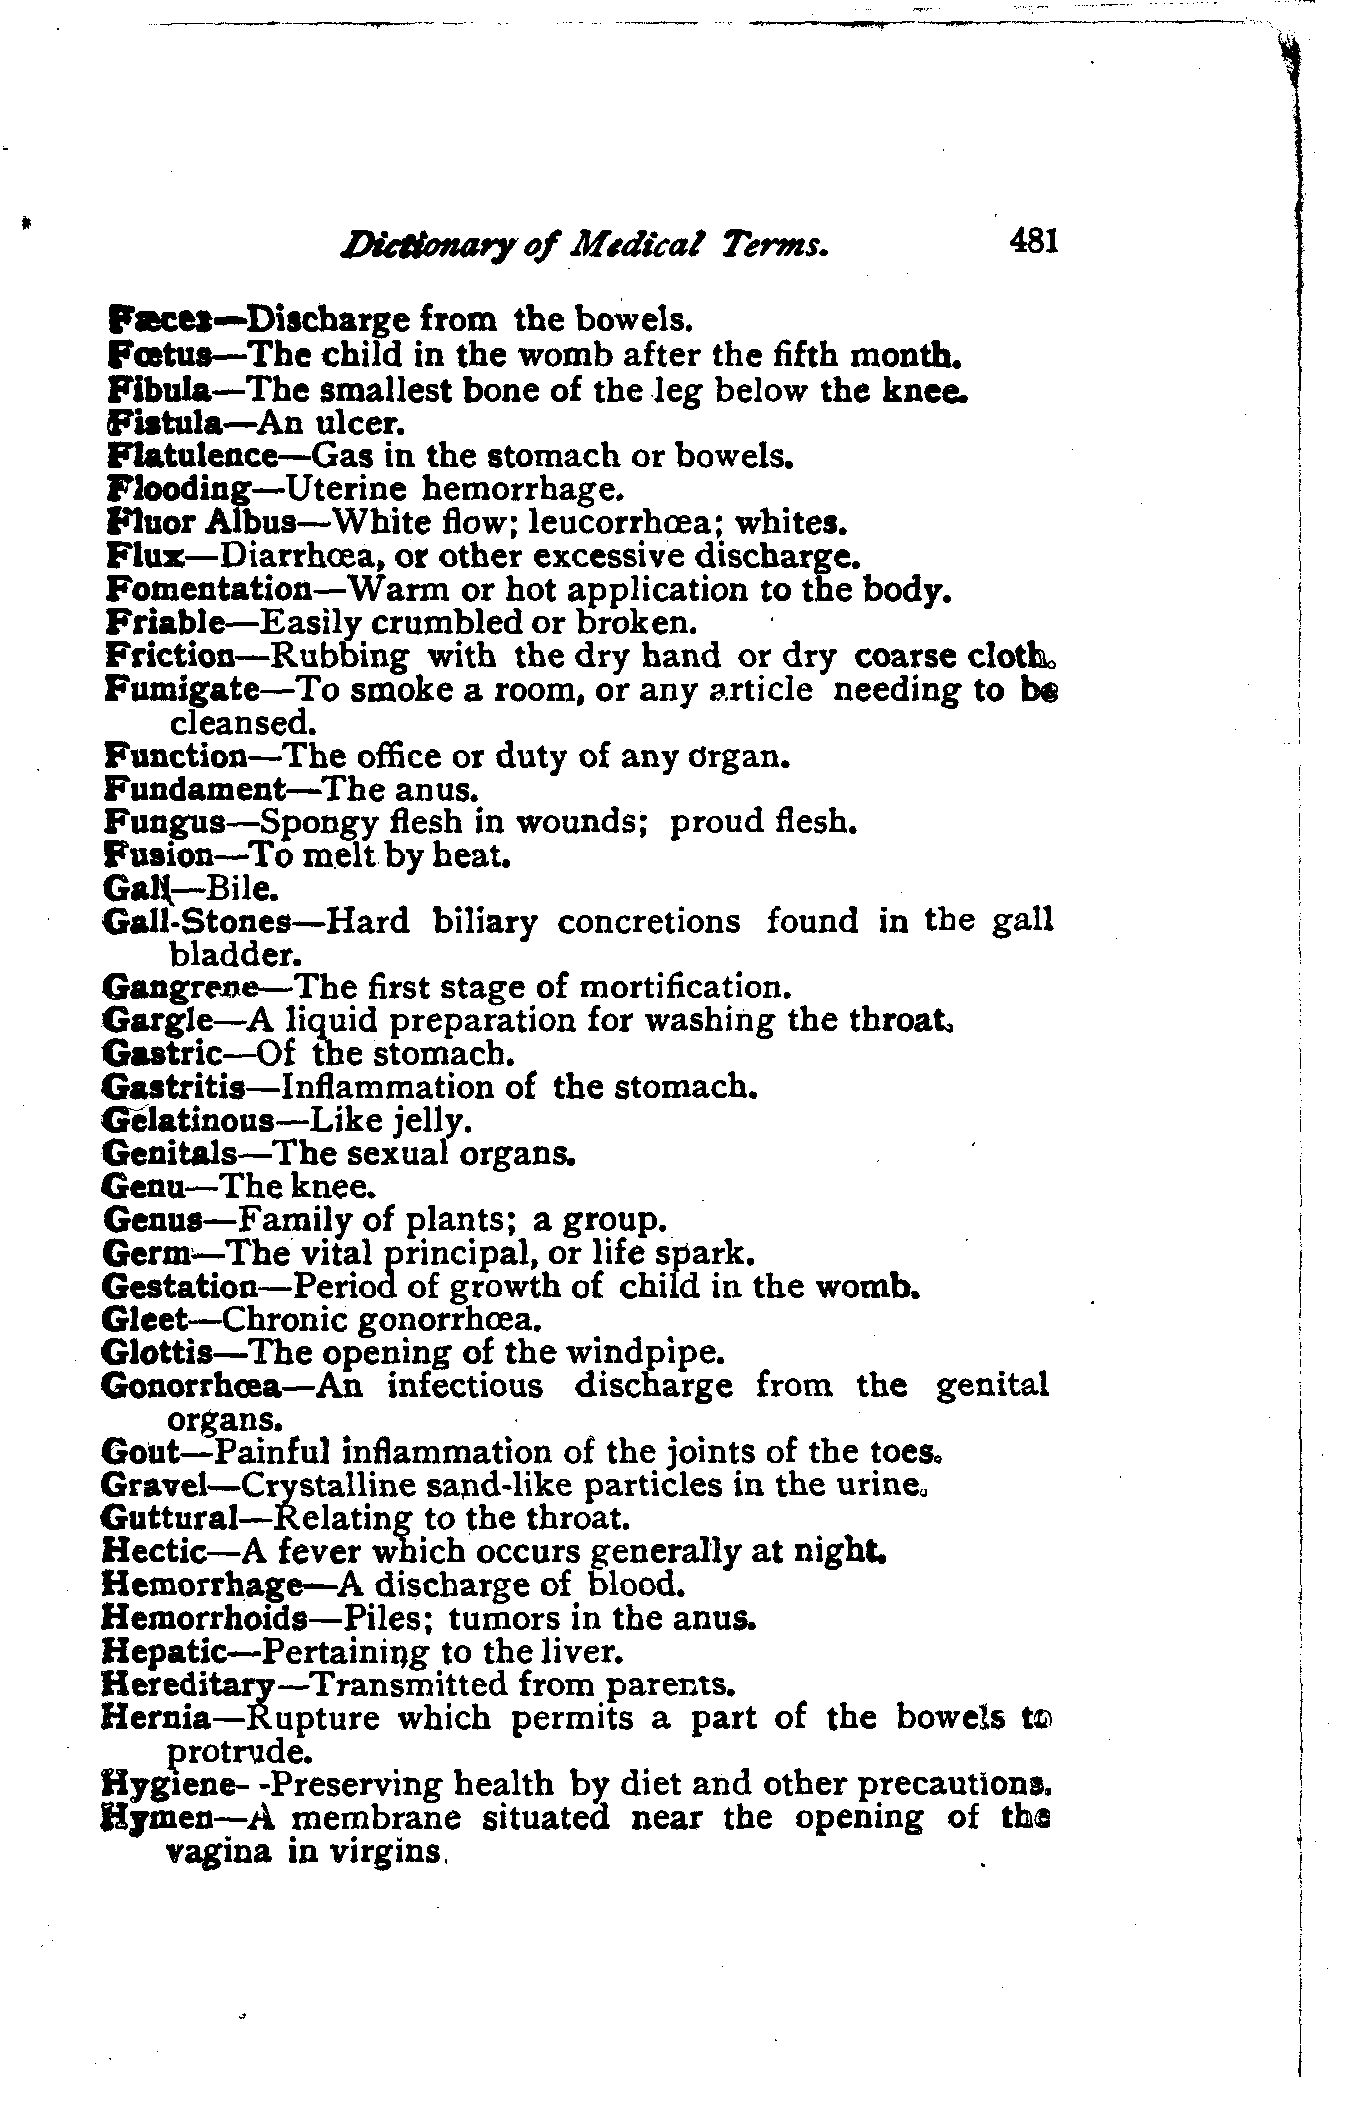 Dictionary of Medical Terms. 481
Fæces—Discharge from the bowels.
Fœtus—The child in the womb after the fifth month.
Fibula—The smallest bone of the leg below the knee.
Fistula—An ulcer.
Flatulence—Gas in the stomach or bowels.
Flooding—Uterine hemorrhage.
Fluor Albus—White flow; leucorrhœa; whites.
Flux—Diarrhœa, or other excessive discharge.
Fomentation—Warm or hot application to the body.
Friable—Easily crumbled or broken.
Friction—Rubbing with the dry hand or dry coarse cloth.
Fumigate—To smoke a room, or any article needing to be
cleansed.
Function—The office or duty of any organ.
Fundament—The anus.
Fungus—Spongy flesh in wounds; proud flesh.
Fusion—To melt by heat.
Gall—Bile.
Gall-Stones—Hard biliary concretions found in the gall
bladder.
Gangrene—The first stage of mortification.
Gargle—A liquid preparation for washing the throat.
Gastric—Of the stomach.
Gastritis—Inflammation of the stomach.
Gelatinous—Like jelly.
Genitals—The sexual organs.
Genu—The knee.
Genus—Family of plants; a group.
Germ—The vital principal, or life spark.
Gestation—Period of growth of child in the womb.
Gleet—Chronic gonorrhœa.
Glottis—The opening of the windpipe.
Gonorrhœa—An infectious discharge from the genital
organs.
Gout—Painful inflammation of the joints of the toes.
Gravel—Crystalline sand-like particles in the urine.
Guttural—Relating to the throat.
Hectic—A fever which occurs generally at night.
Hemorrhage—A discharge of blood.
Hemorrhoids—Piles; tumors in the anus.
Hepatic—Pertaining to the liver.
Hereditary—Transmitted from parents.
Hernia—Rupture which permits a part of the bowels to
protrude.
Hygiene--Preserving health by diet and other precautions.
Hymen—A membrane situated near the opening of the
vagina in virgins.